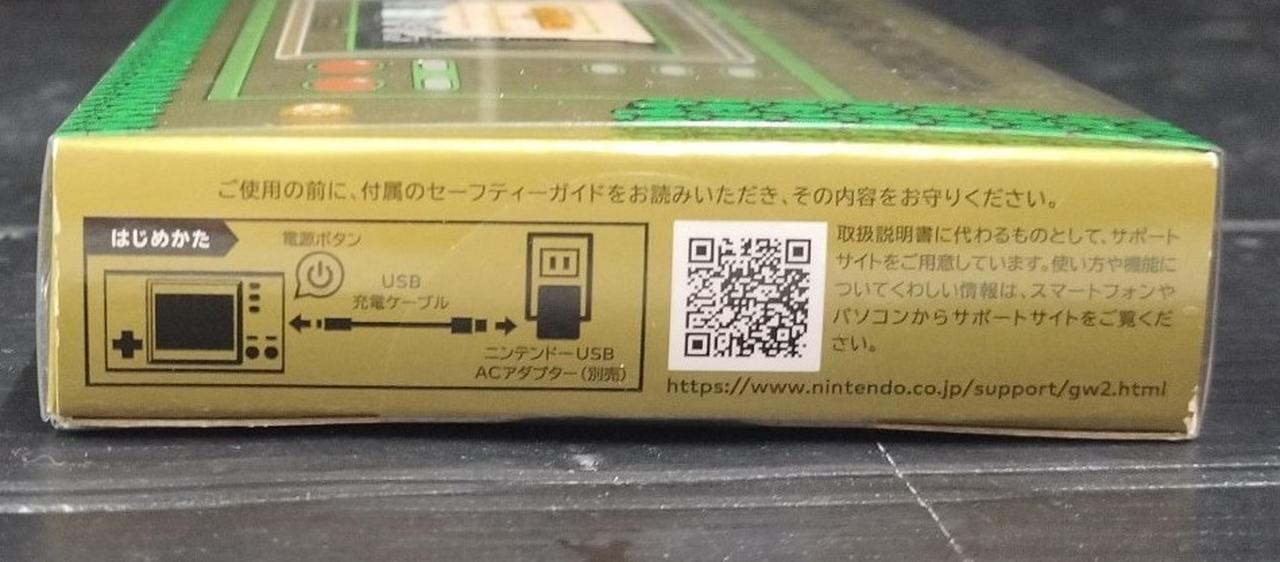 ご使用の前に、付属のセーフティーガイドをお読みいただき、その内容をお守りください。
はじめかた
電源ボタン
USB
充電ケーブル
ニンテンドーUSB
ACアダプター（別売）
取扱説明書に代わるものとして、サポート
サイトをご用意しています。使い方や機能に
ついてくわしい情報は、スマートフォンや
パソコンからサポートサイトをご覧くだ
さい。
https://www.nintendo.co.jp/support/gw2.html